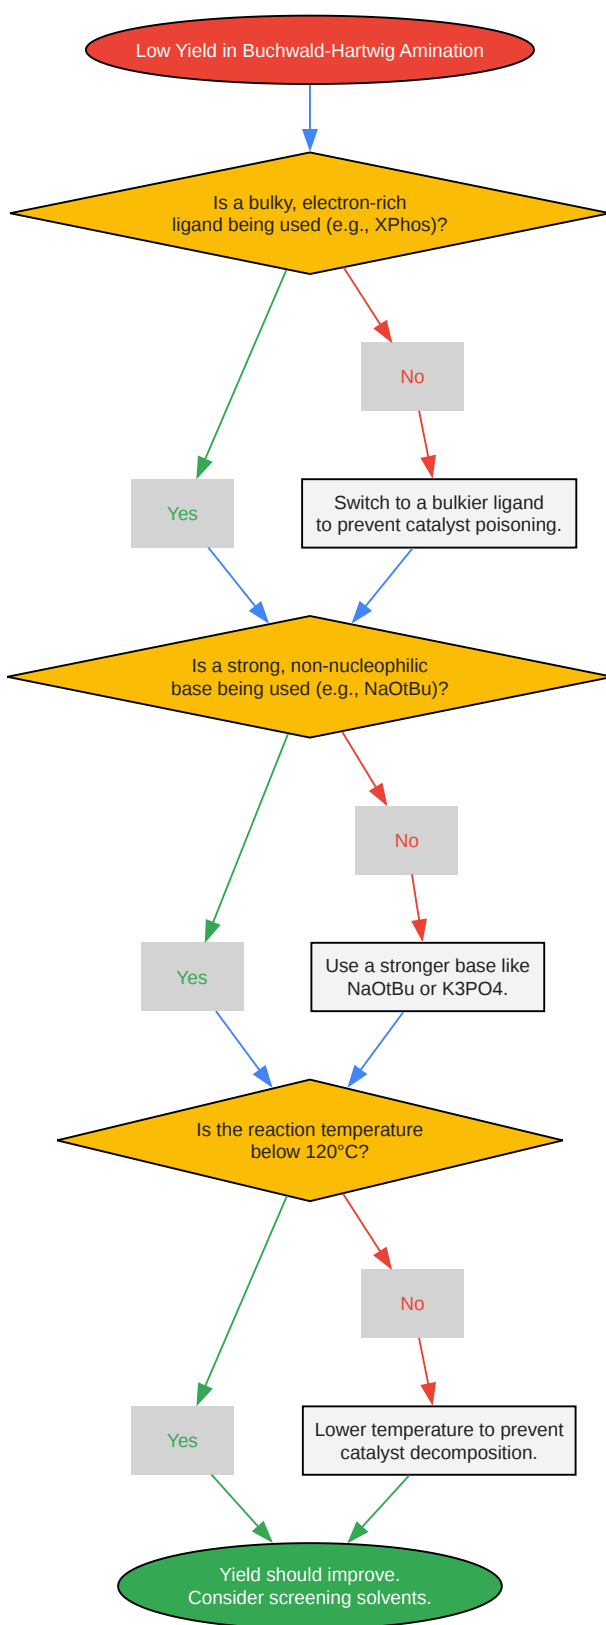 Low Yield in Buchwald-Hartwig Amination
Is a bulky, electron-rich
ligand being used (e.g., XPhos)?
No
Yes
Switch to a bulkier ligand
to prevent catalyst poisoning.
Is a strong, non-nucleophilic
base being used (e.g., NaOtBu)?
No
Yes
Use a stronger base like
NaOtBu or K3PO4.
Is the reaction temperature
below 120°C?
No
Yes
Lower temperature to prevent
catalyst decomposition.
Yield should improve.
Consider screening solvents.